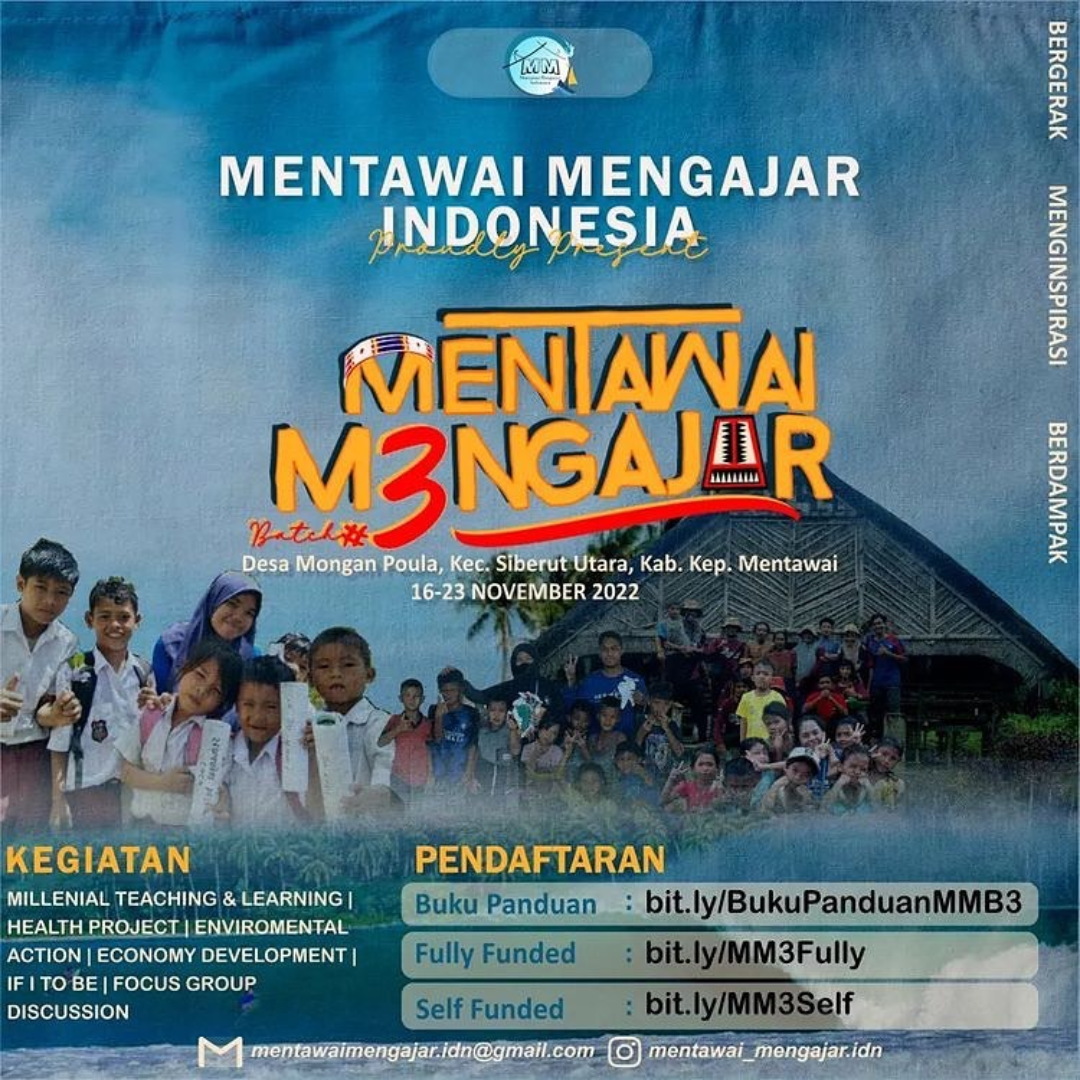 MM
MENTAWAI MENGAJAR
INDONESIA
Proudly Present
MENTAWAI
M3NGAJAR
Batch#
Desa Mongan Poula, Kec. Siberut Utara, Kab. Kep. Mentawai
16-23 NOVEMBER 2022
BERGERAK MENGINSPIRASI BERDAMPAK
KEGIATAN
MILLENIAL TEACHING & LEARNING |
HEALTH PROJECT | ENVIROMENTAL
ACTION | ECONOMY DEVELOPMENT |
IF I TO BE | FOCUS GROUP
DISCUSSION
PENDAFTARAN
Buku Panduan : bit.ly/BukuPanduanMMB3
Fully Funded : bit.ly/MM3Fully
Self Funded : bit.ly/MM3Self
mentawaimengajar.idn@gmail.com mentawai_mengajar.idn